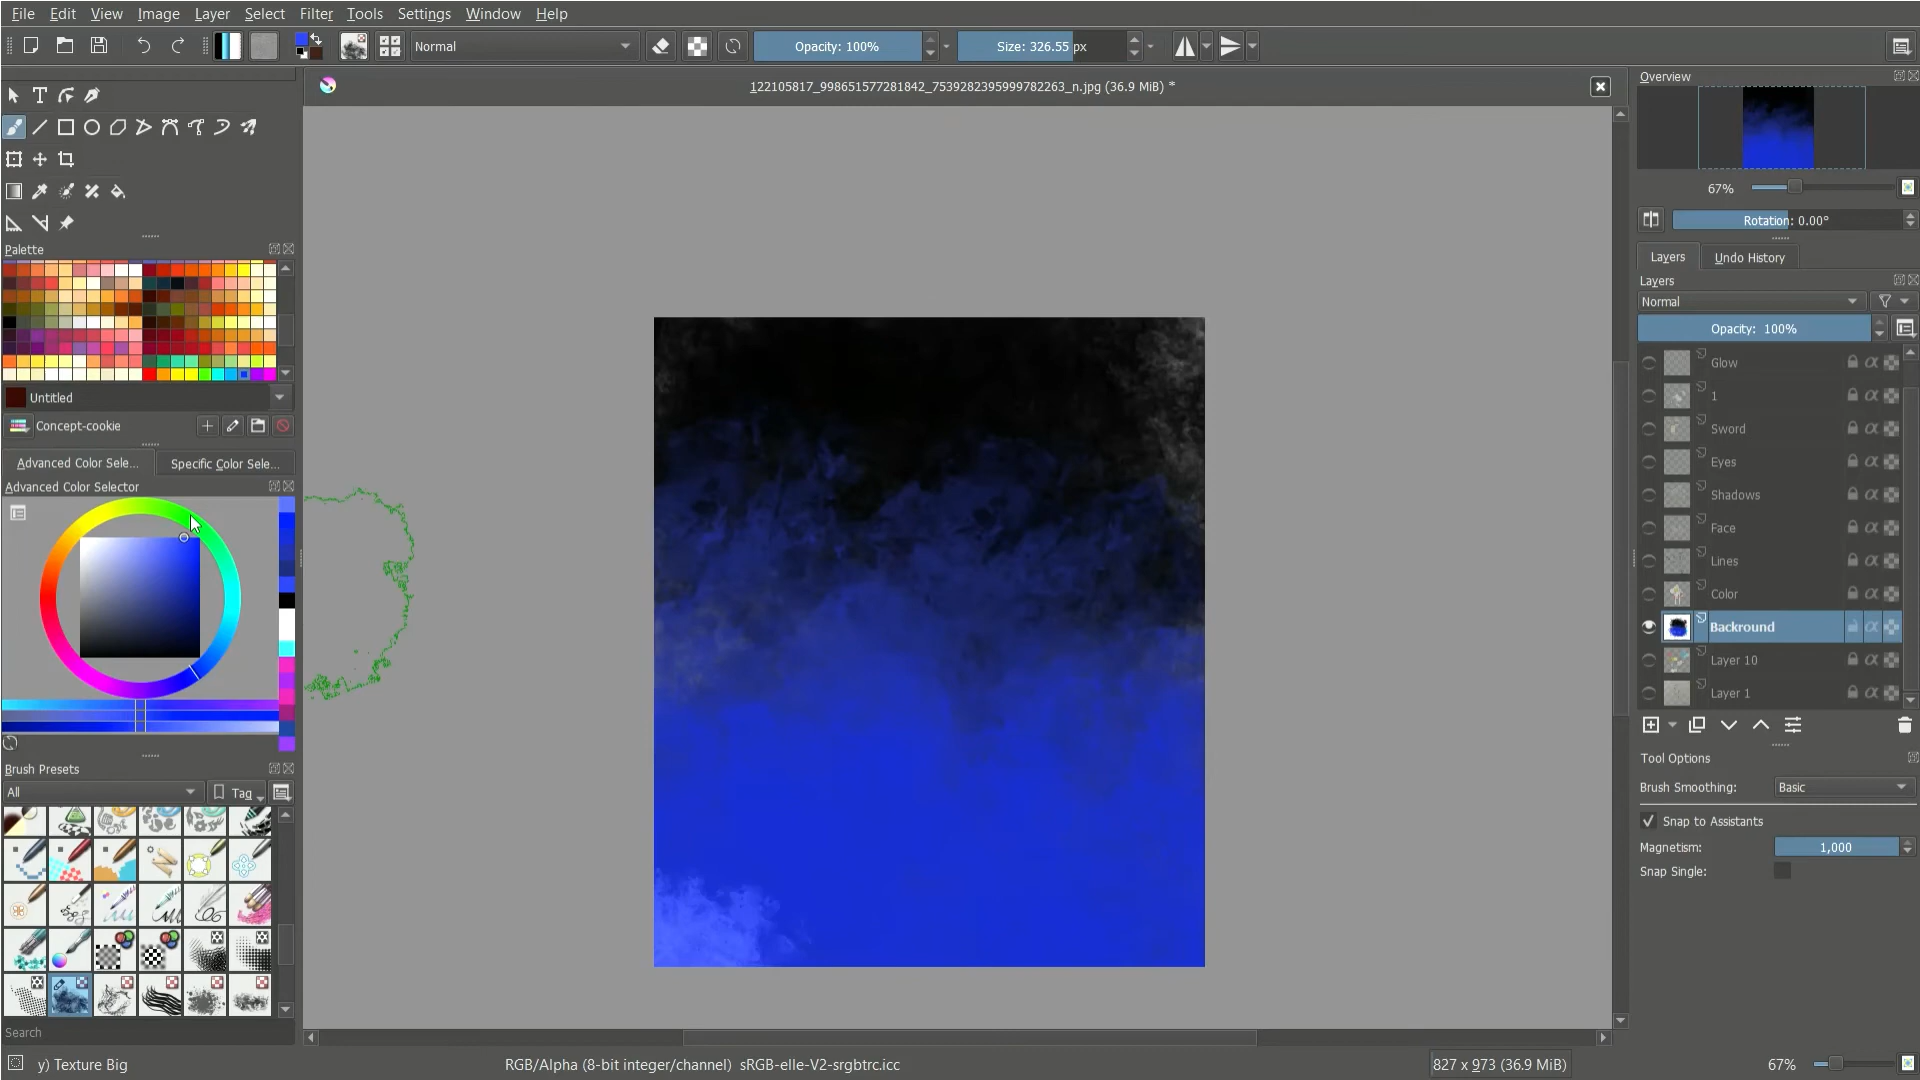 File Edit View Image Layer Select Filter Tools Settings Window Help
Normal Opacity: 100% Size: 326.55 px
122105817_998651577281842_7539282395999782263_n.jpg (36.9 MiB) *
Overview
67%
Rotation: 0.00°
Layers Undo History
Layers
Normal
Opacity: 100%
Glow
1
Sword
Eyes
Shadows
Face
Lines
Color
Backround
Layer 10
Layer 1
Tool Options
Brush Smoothing: Basic
Snap to Assistants
Magnetism: 1,000
Snap Single:
Palette
Untitled
Concept-cookie
Advanced Color Sele... Specific Color Sele...
Advanced Color Selector
Brush Presets
All Tag
Search
y) Texture Big
RGB/Alpha (8-bit integer/channel) sRGB-elle-V2-srgbtrc.icc
827 x 973 (36.9 MiB)
67%